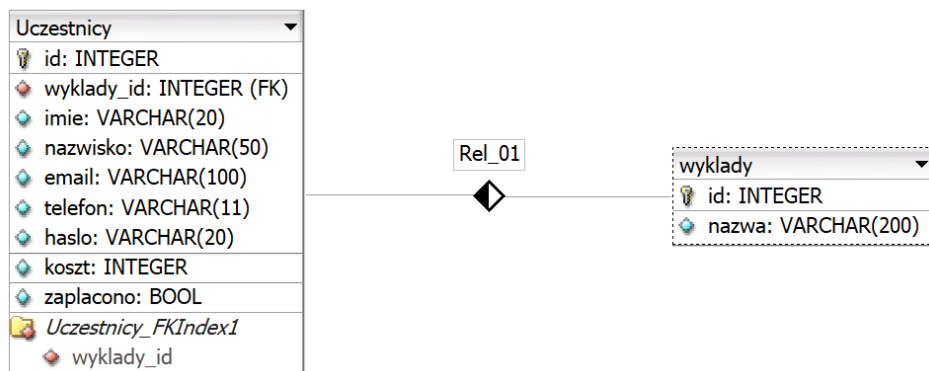 Uczestnicy
id: INTEGER
wyklady_id: INTEGER (FK)
imie: VARCHAR(20)
nazwisko: VARCHAR(50)
email: VARCHAR(100)
telefon: VARCHAR(11)
haslo: VARCHAR(20)
koszt: INTEGER
zaplacono: BOOL
Uczestnicy_FKIndex1
wyklady_id
Rel_01
wyklady
id: INTEGER
nazwa: VARCHAR(200)